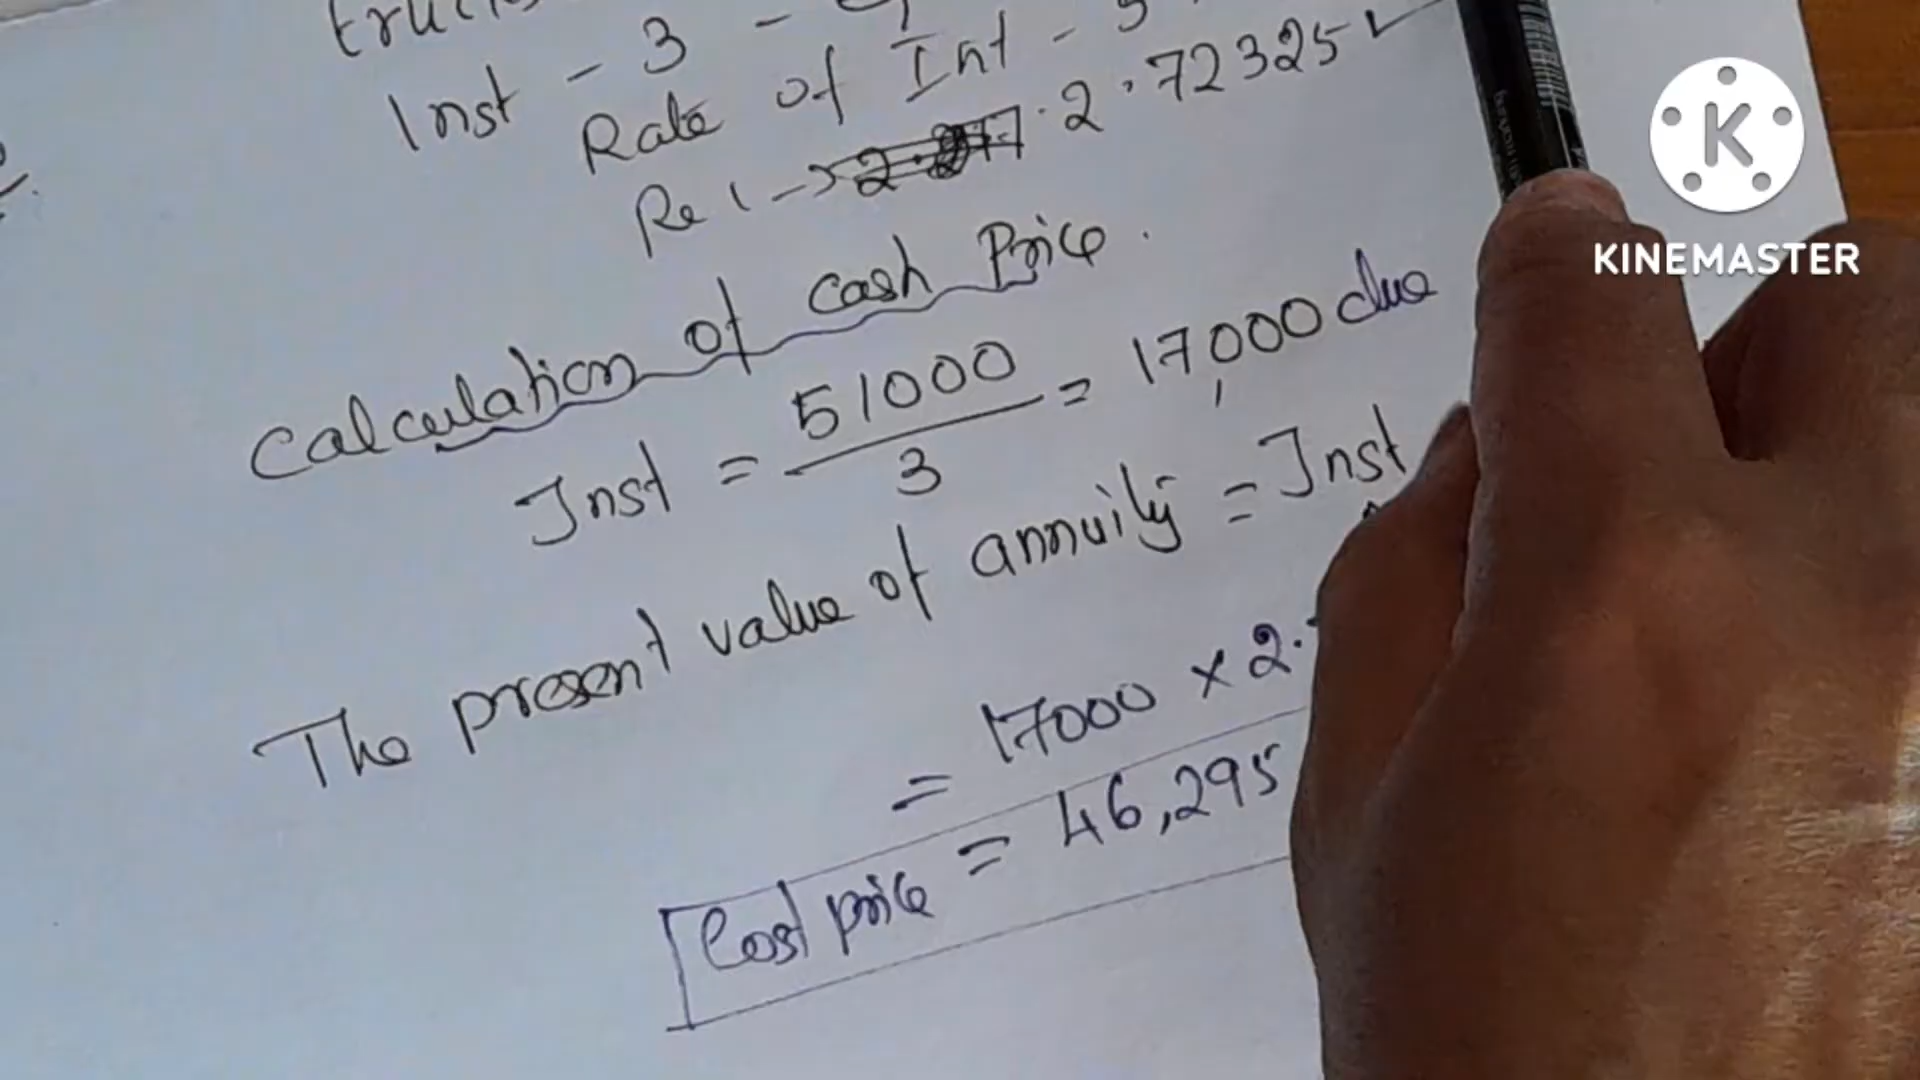 Inst - 3 -
Rate of Int - 5
Re 1 → 2.72325 ✓
Calculation of Cash Price.
Inst = 51000 / 3 = 17,000 due
The present value of annuity = Inst
= 17000 × 2.
Cost price = 46,295
K
KINEMASTER